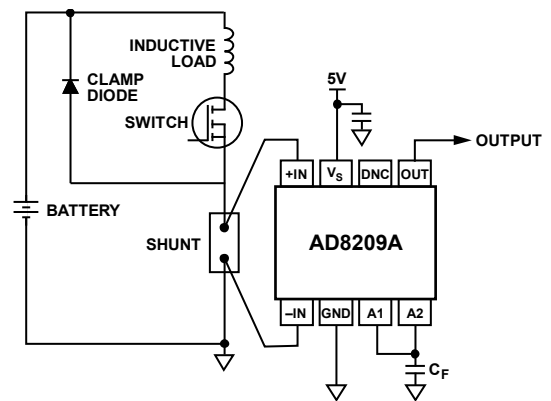 INDUCTIVE
LOAD
CLAMP
DIODE
5V
SWITCH
OUTPUT
+IN
VS
DNC
OUT
BATTERY
SHUNT
AD8209A
–IN
GND
A1
A2
CF